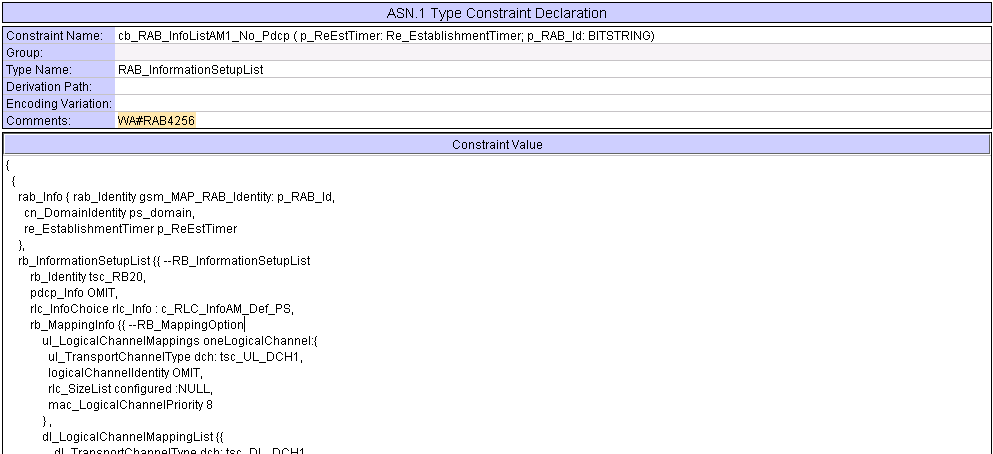 ASN.1 Type Constraint Declaration
Constraint Name: cb_RAB_InfoListAM1_No_Pdcp ( p_ReEstTimer: Re_EstablishmentTimer; p_RAB_Id: BITSTRING)
Group:
Type Name: RAB_InformationSetupList
Derivation Path:
Encoding Variation:
Comments: WA#RAB4256
Constraint Value
{
{
rab_Info { rab_Identity gsm_MAP_RAB_Identity: p_RAB_Id,
cn_DomainIdentity ps_domain,
re_EstablishmentTimer p_ReEstTimer
},
rb_InformationSetupList {{ --RB_InformationSetupList
rb_Identity tsc_RB20,
pdcp_Info OMIT,
rlc_InfoChoice rlc_Info : c_RLC_InfoAM_Def_PS,
rb_MappingInfo {{ --RB_MappingOption
ul_LogicalChannelMappings oneLogicalChannel:{
ul_TransportChannelType dch: tsc_UL_DCH1,
logicalChannelIdentity OMIT,
rlc_SizeList configured :NULL,
mac_LogicalChannelPriority 8
} ,
dl_LogicalChannelMappingList {{
dl_TransportChannelType dch: tsc_DL_DCH1